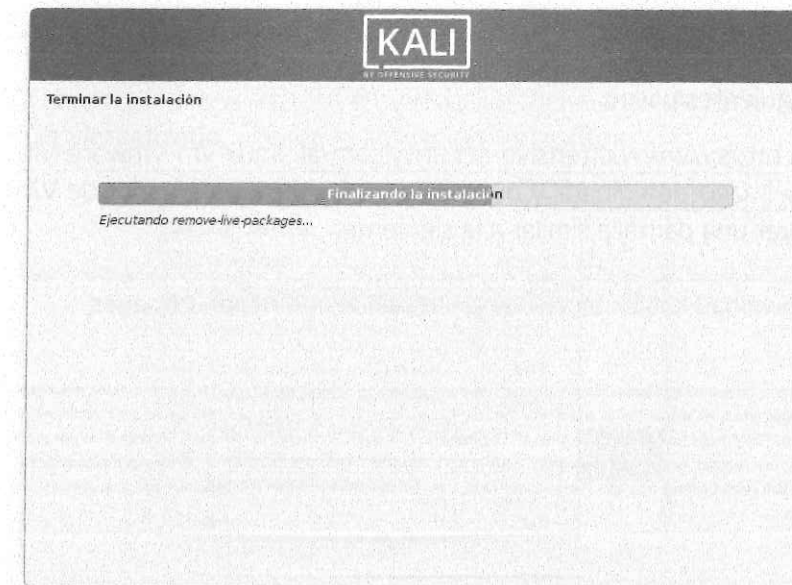 KALI
BY OFFENSIVE SECURITY
Terminar la instalación
Finalizando la instalación
Ejecutando remove-live-packages...